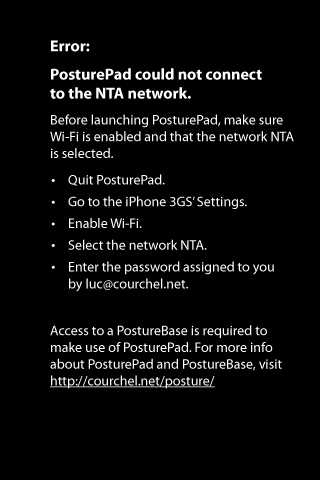 Error:
PosturePad could not connect
to the NTA network.
Before launching PosturePad, make sure
Wi-Fi is enabled and that the network NTA
is selected.
• Quit PosturePad.
• Go to the iPhone 3GS’ Settings.
• Enable Wi-Fi.
• Select the network NTA.
• Enter the password assigned to you
by luc@courchel.net.
Access to a PostureBase is required to
make use of PosturePad. For more info
about PosturePad and PostureBase, visit
http://courchel.net/posture/